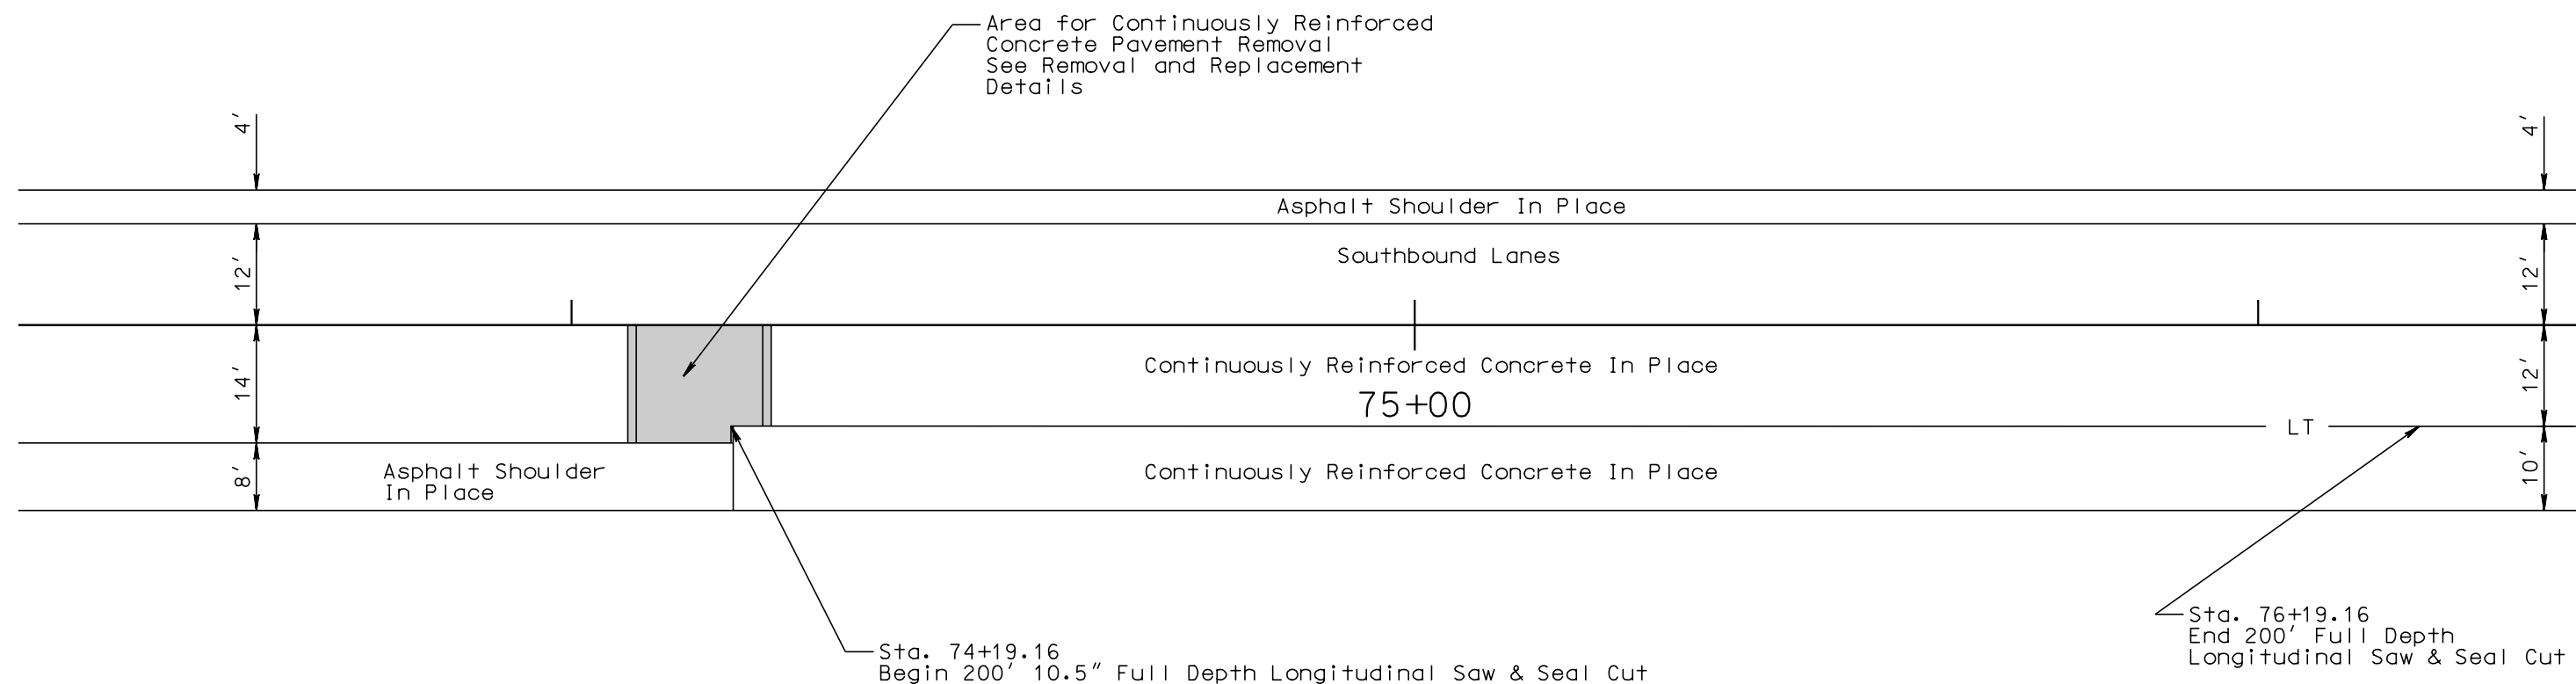 Area for Continuously Reinforced
Concrete Pavement Removal
See Removal and Replacement
Details
4'
4'
Asphalt Shoulder In Place
12'
Southbound Lanes
12'
14'
Continuously Reinforced Concrete In Place
12'
75+00
LT
8'
Asphalt Shoulder
In Place
Continuously Reinforced Concrete In Place
10'
Sta. 76+19.16
End 200' Full Depth
Longitudinal Saw & Seal Cut
Sta. 74+19.16
Begin 200' 10.5" Full Depth Longitudinal Saw & Seal Cut